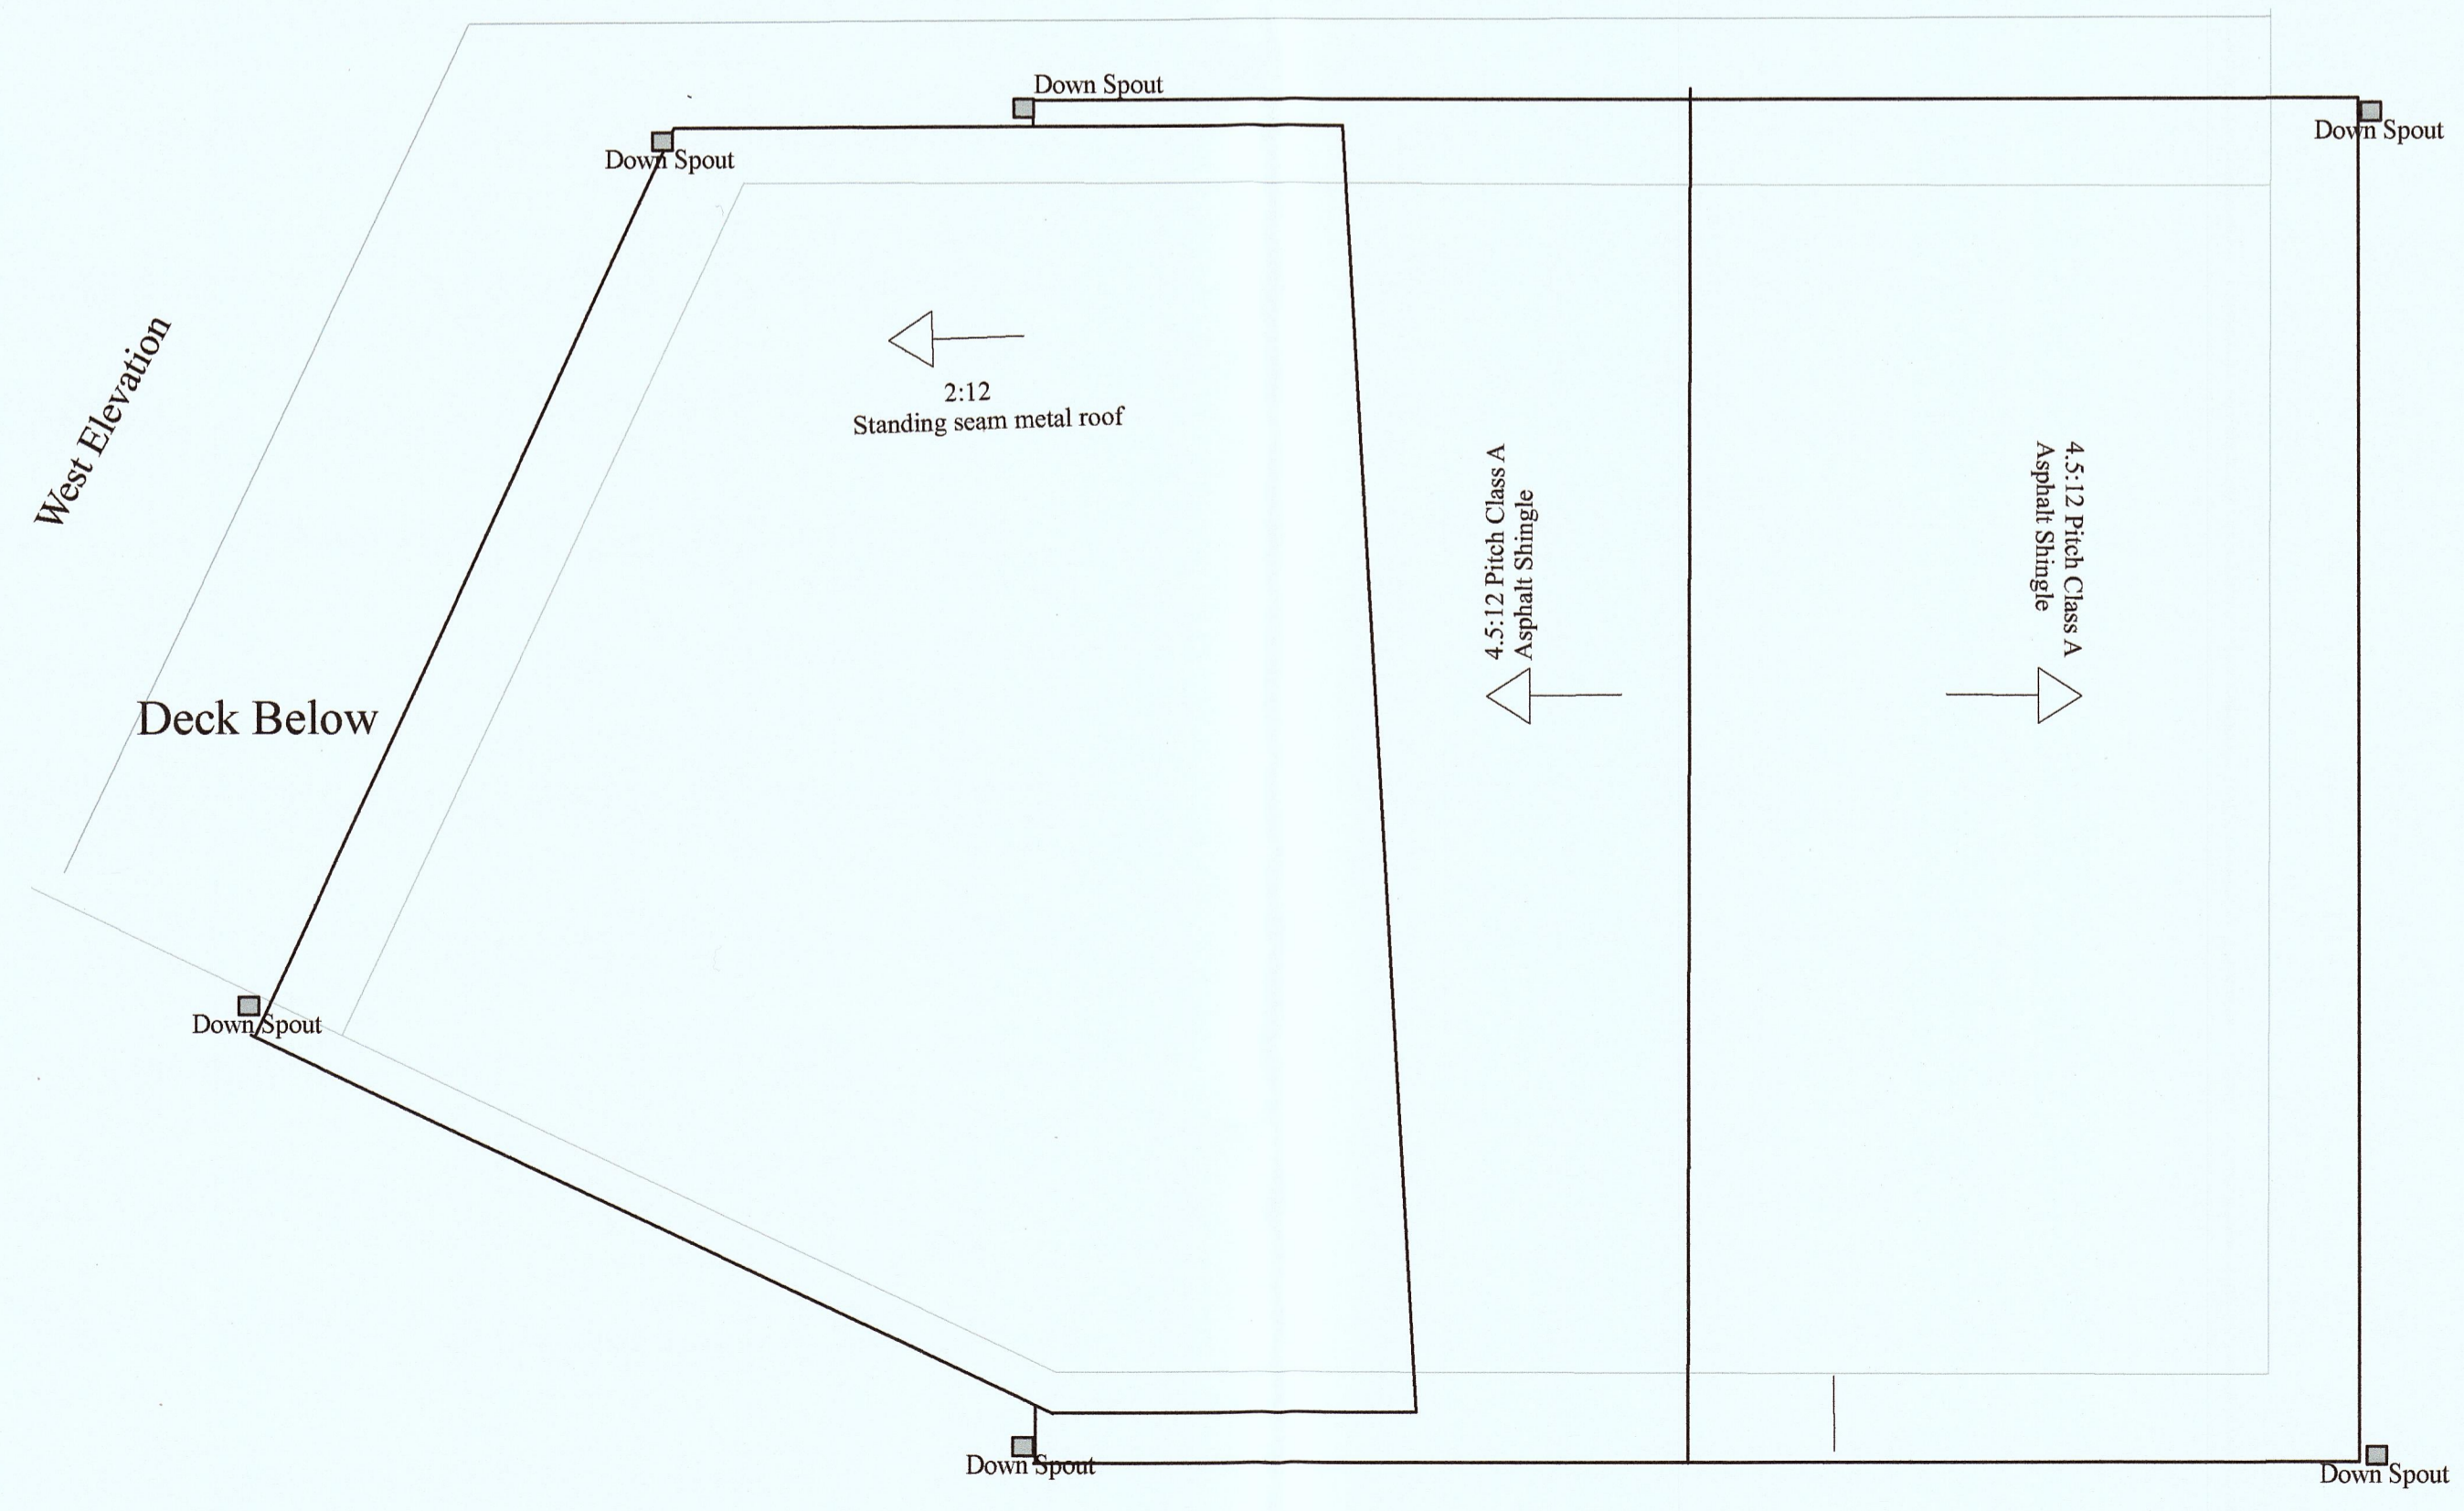 Down Spout
Down Spout
Down Spout
West Elevation
2:12
Standing seam metal roof
4.5:12 Pitch Class A
Asphalt Shingle
4.5:12 Pitch Class A
Asphalt Shingle
Deck Below
Down Spout
Down Spout
Down Spout